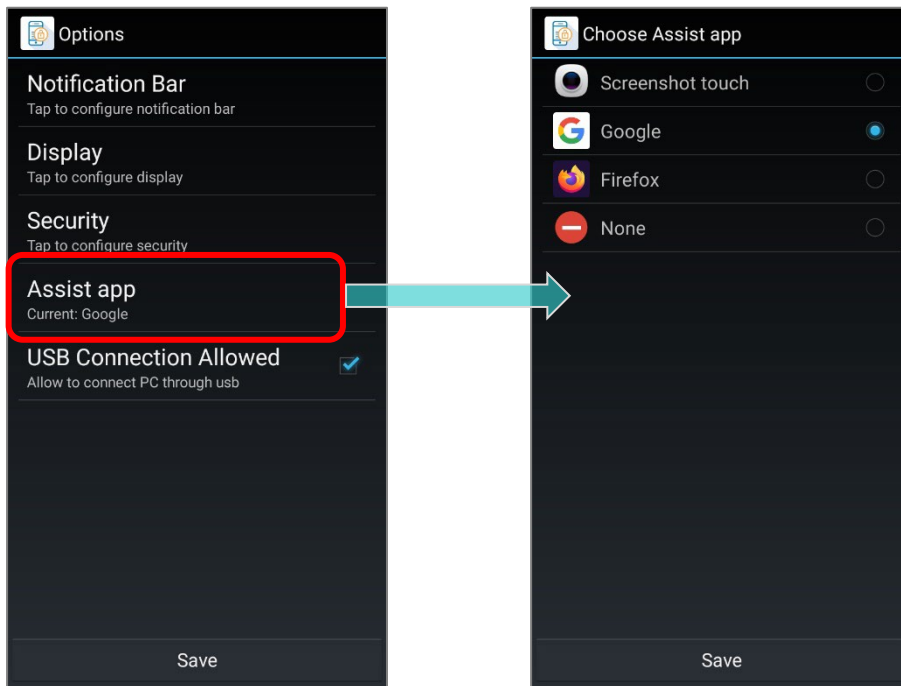 Options
Notification Bar
Tap to configure notification bar
Display
Tap to configure display
Security
Tap to configure security
Assist app
Current: Google
USB Connection Allowed
Allow to connect PC through usb
Save
Choose Assist app
Screenshot touch
Google
Firefox
None
Save